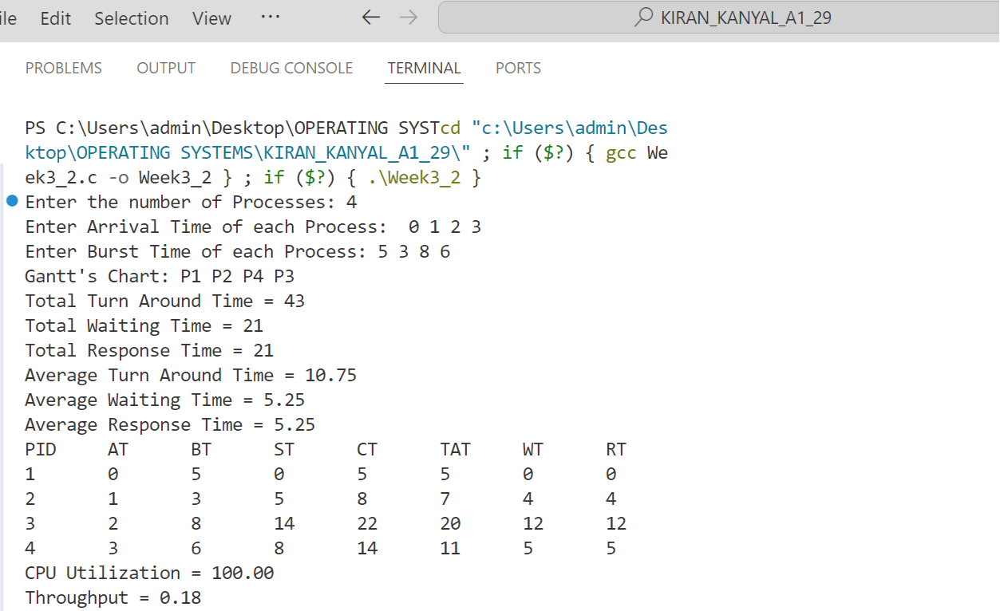 ile Edit Selection View ... KIRAN_KANYAL_A1_29
PROBLEMS OUTPUT DEBUG CONSOLE TERMINAL PORTS
PS C:\Users\admin\Desktop\OPERATING SYSTcd "c:\Users\admin\Des
ktop\OPERATING SYSTEMS\KIRAN_KANYAL_A1_29\" ; if ($?) { gcc We
ek3_2.c -o Week3_2 } ; if ($?) { .\Week3_2 }
Enter the number of Processes: 4
Enter Arrival Time of each Process:  0 1 2 3
Enter Burst Time of each Process: 5 3 8 6
Gantt's Chart: P1 P2 P4 P3
Total Turn Around Time = 43
Total Waiting Time = 21
Total Response Time = 21
Average Turn Around Time = 10.75
Average Waiting Time = 5.25
Average Response Time = 5.25
PID AT BT ST CT TAT WT RT
1 0 5 0 5 5 0 0
2 1 3 5 8 7 4 4
3 2 8 14 22 20 12 12
4 3 6 8 14 11 5 5
CPU Utilization = 100.00
Throughput = 0.18